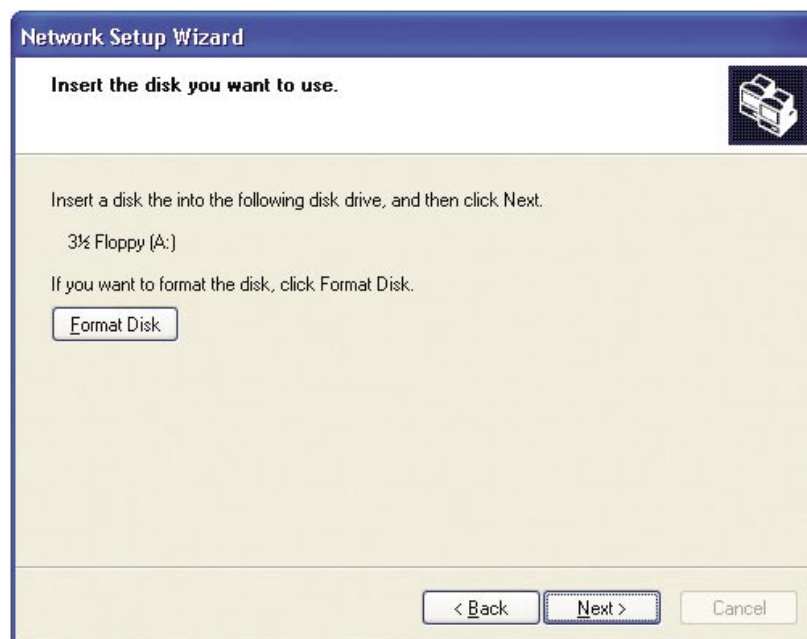 Network Setup Wizard
Insert the disk you want to use.
Insert a disk the into the following disk drive, and then click Next.
3½ Floppy (A:)
If you want to format the disk, click Format Disk.
Format Disk
< Back Next > Cancel